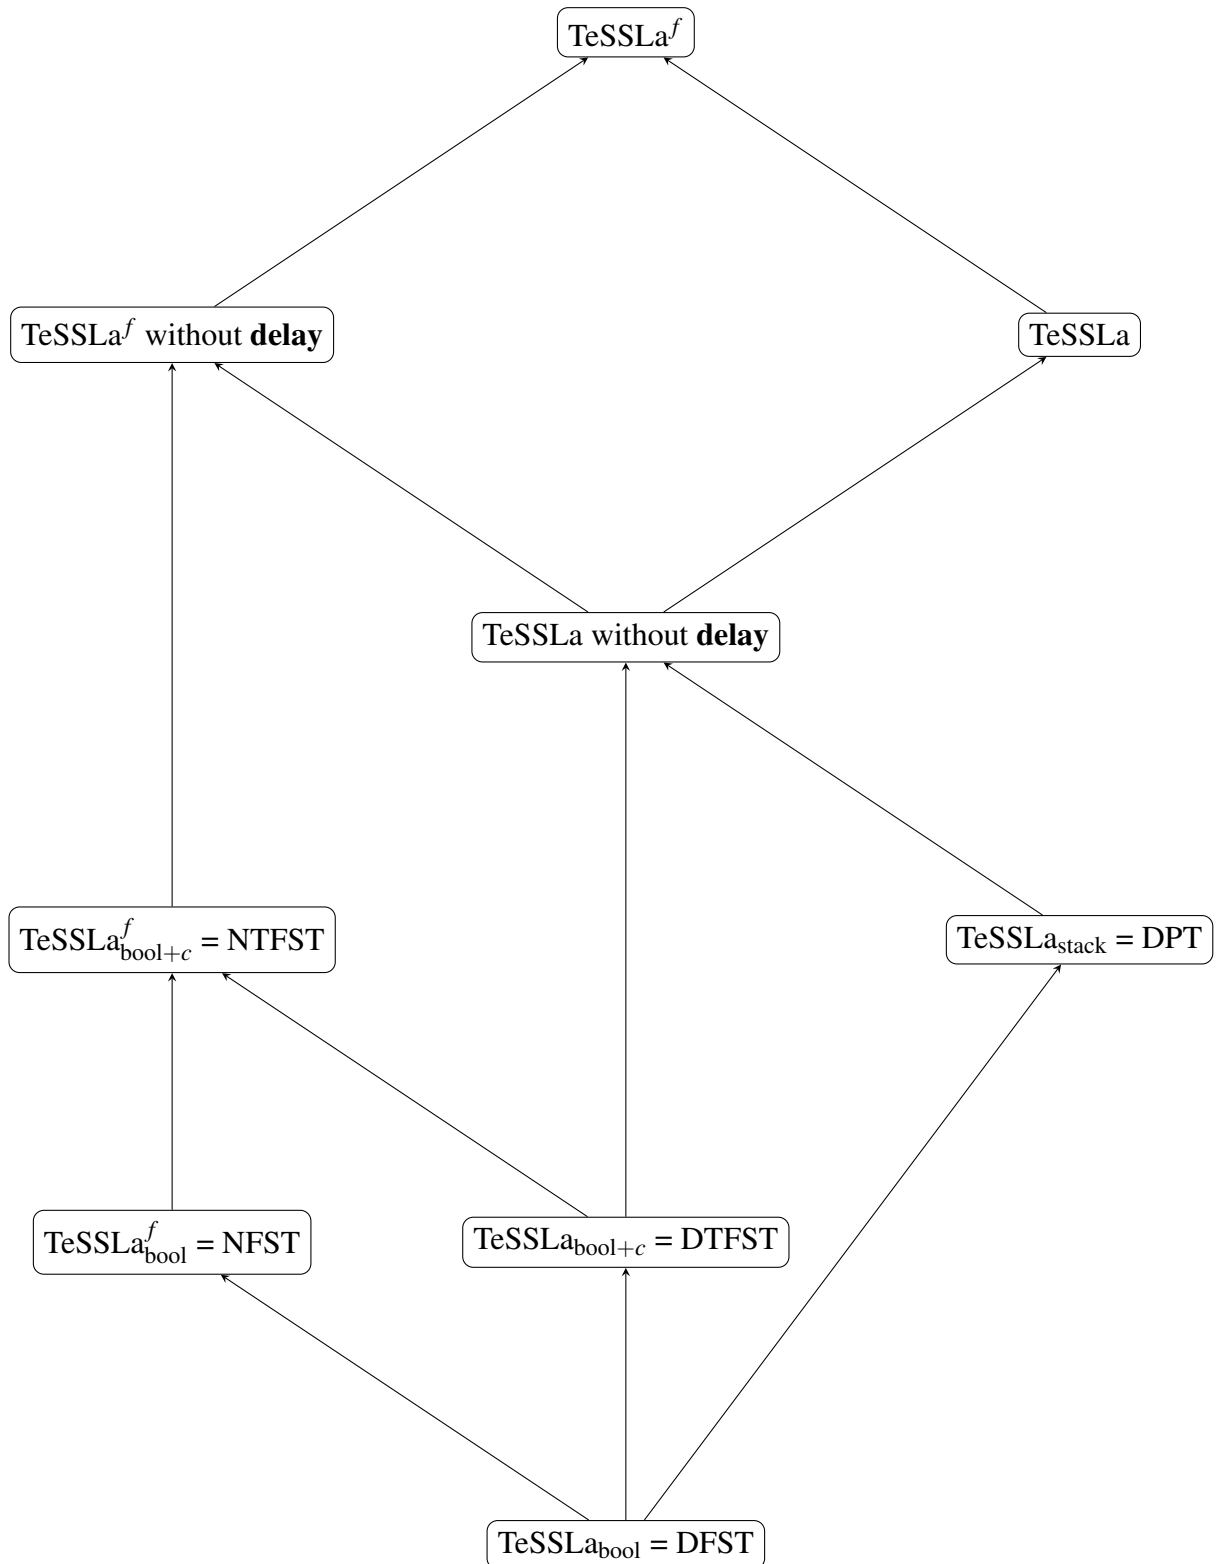 TeSSLa^f
TeSSLa^f without delay
TeSSLa
TeSSLa without delay
TeSSLa^f_bool+c = NTFST
TeSSLa_stack = DPT
TeSSLa^f_bool = NFST
TeSSLa_bool+c = DTFST
TeSSLa_bool = DFST